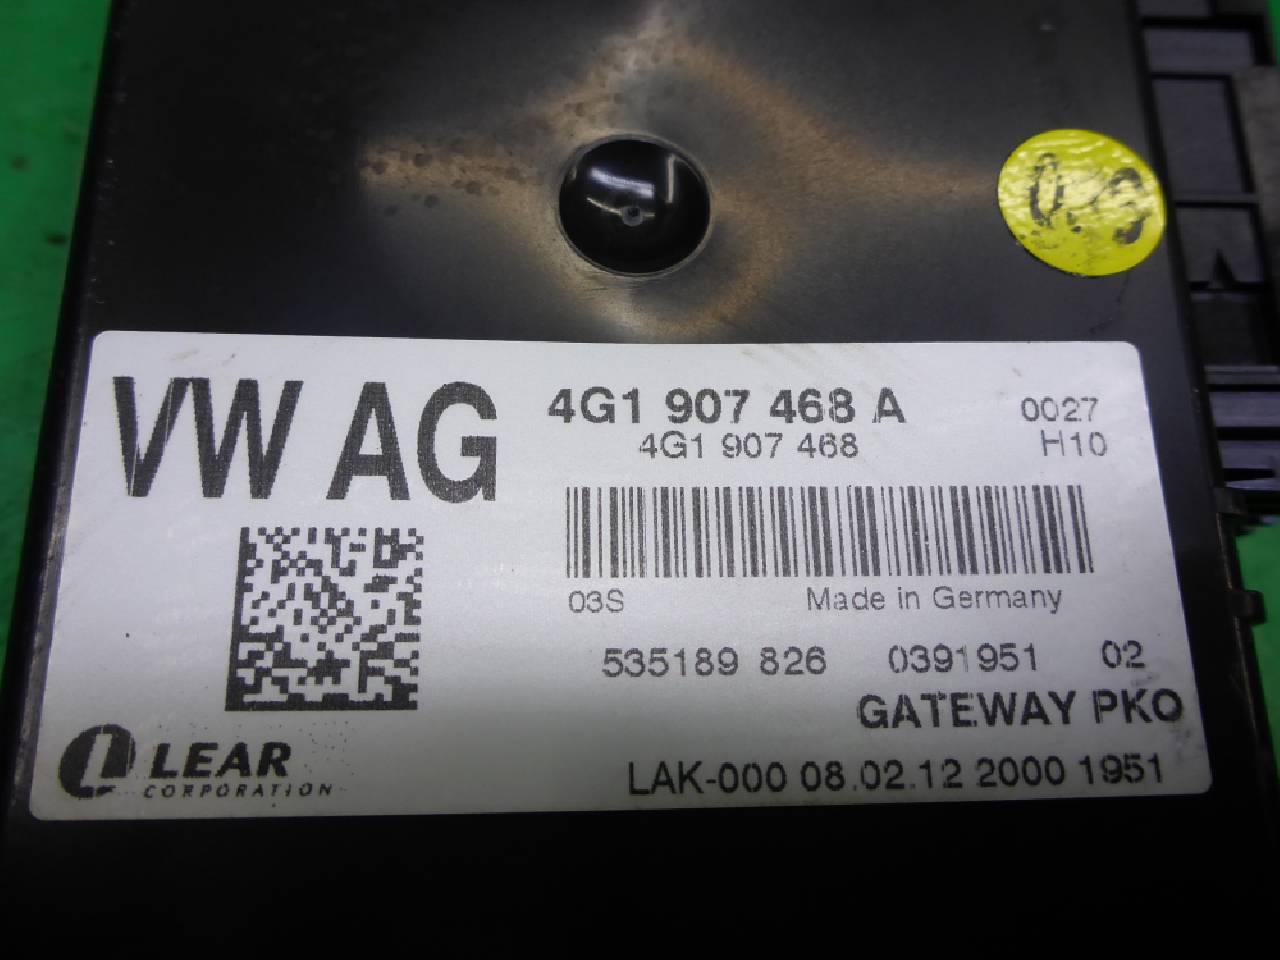 VW AG
4G1 907 468 A
0027
4G1 907 468
H10
03S
Made in Germany
535189 826 0391951 02
GATEWAY PKO
LEAR
CORPORATION
LAK-000 08.02.12 2000 1951